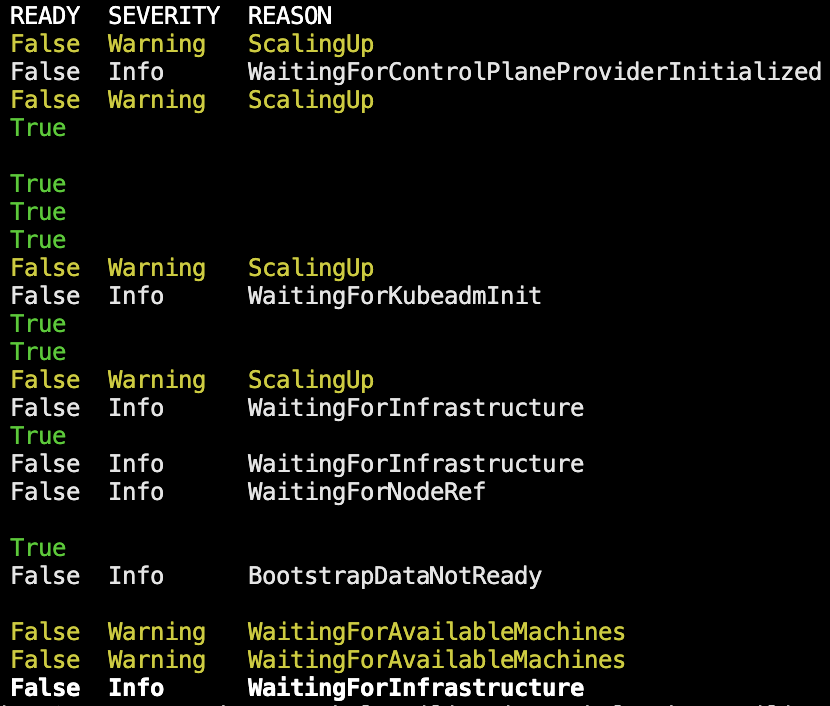 READY SEVERITY REASON
False Warning ScalingUp
False Info WaitingForControlPlaneProviderInitialized
False Warning ScalingUp
True
True
True
True
False Warning ScalingUp
False Info WaitingForKubeadmInit
True
True
False Warning ScalingUp
False Info WaitingForInfrastructure
True
False Info WaitingForInfrastructure
False Info WaitingForNodeRef
True
False Info BootstrapDataNotReady
False Warning WaitingForAvailableMachines
False Warning WaitingForAvailableMachines
False Info WaitingForInfrastructure